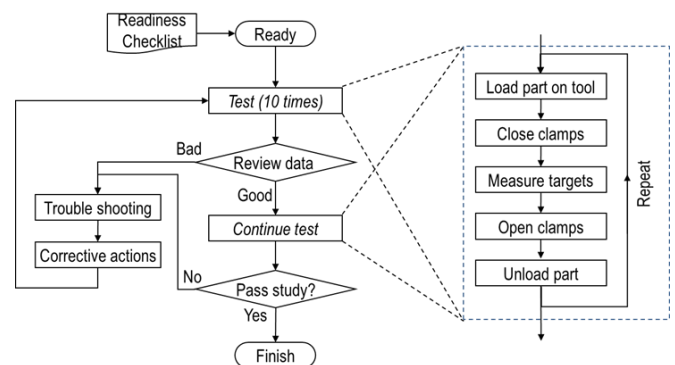 Readiness
Checklist
Ready
Test (10 times)
Bad
Review data
Good
Trouble shooting
Continue test
Corrective actions
No
Pass study?
Yes
Finish
Load part on tool
Close clamps
Measure targets
Open clamps
Unload part
Repeat